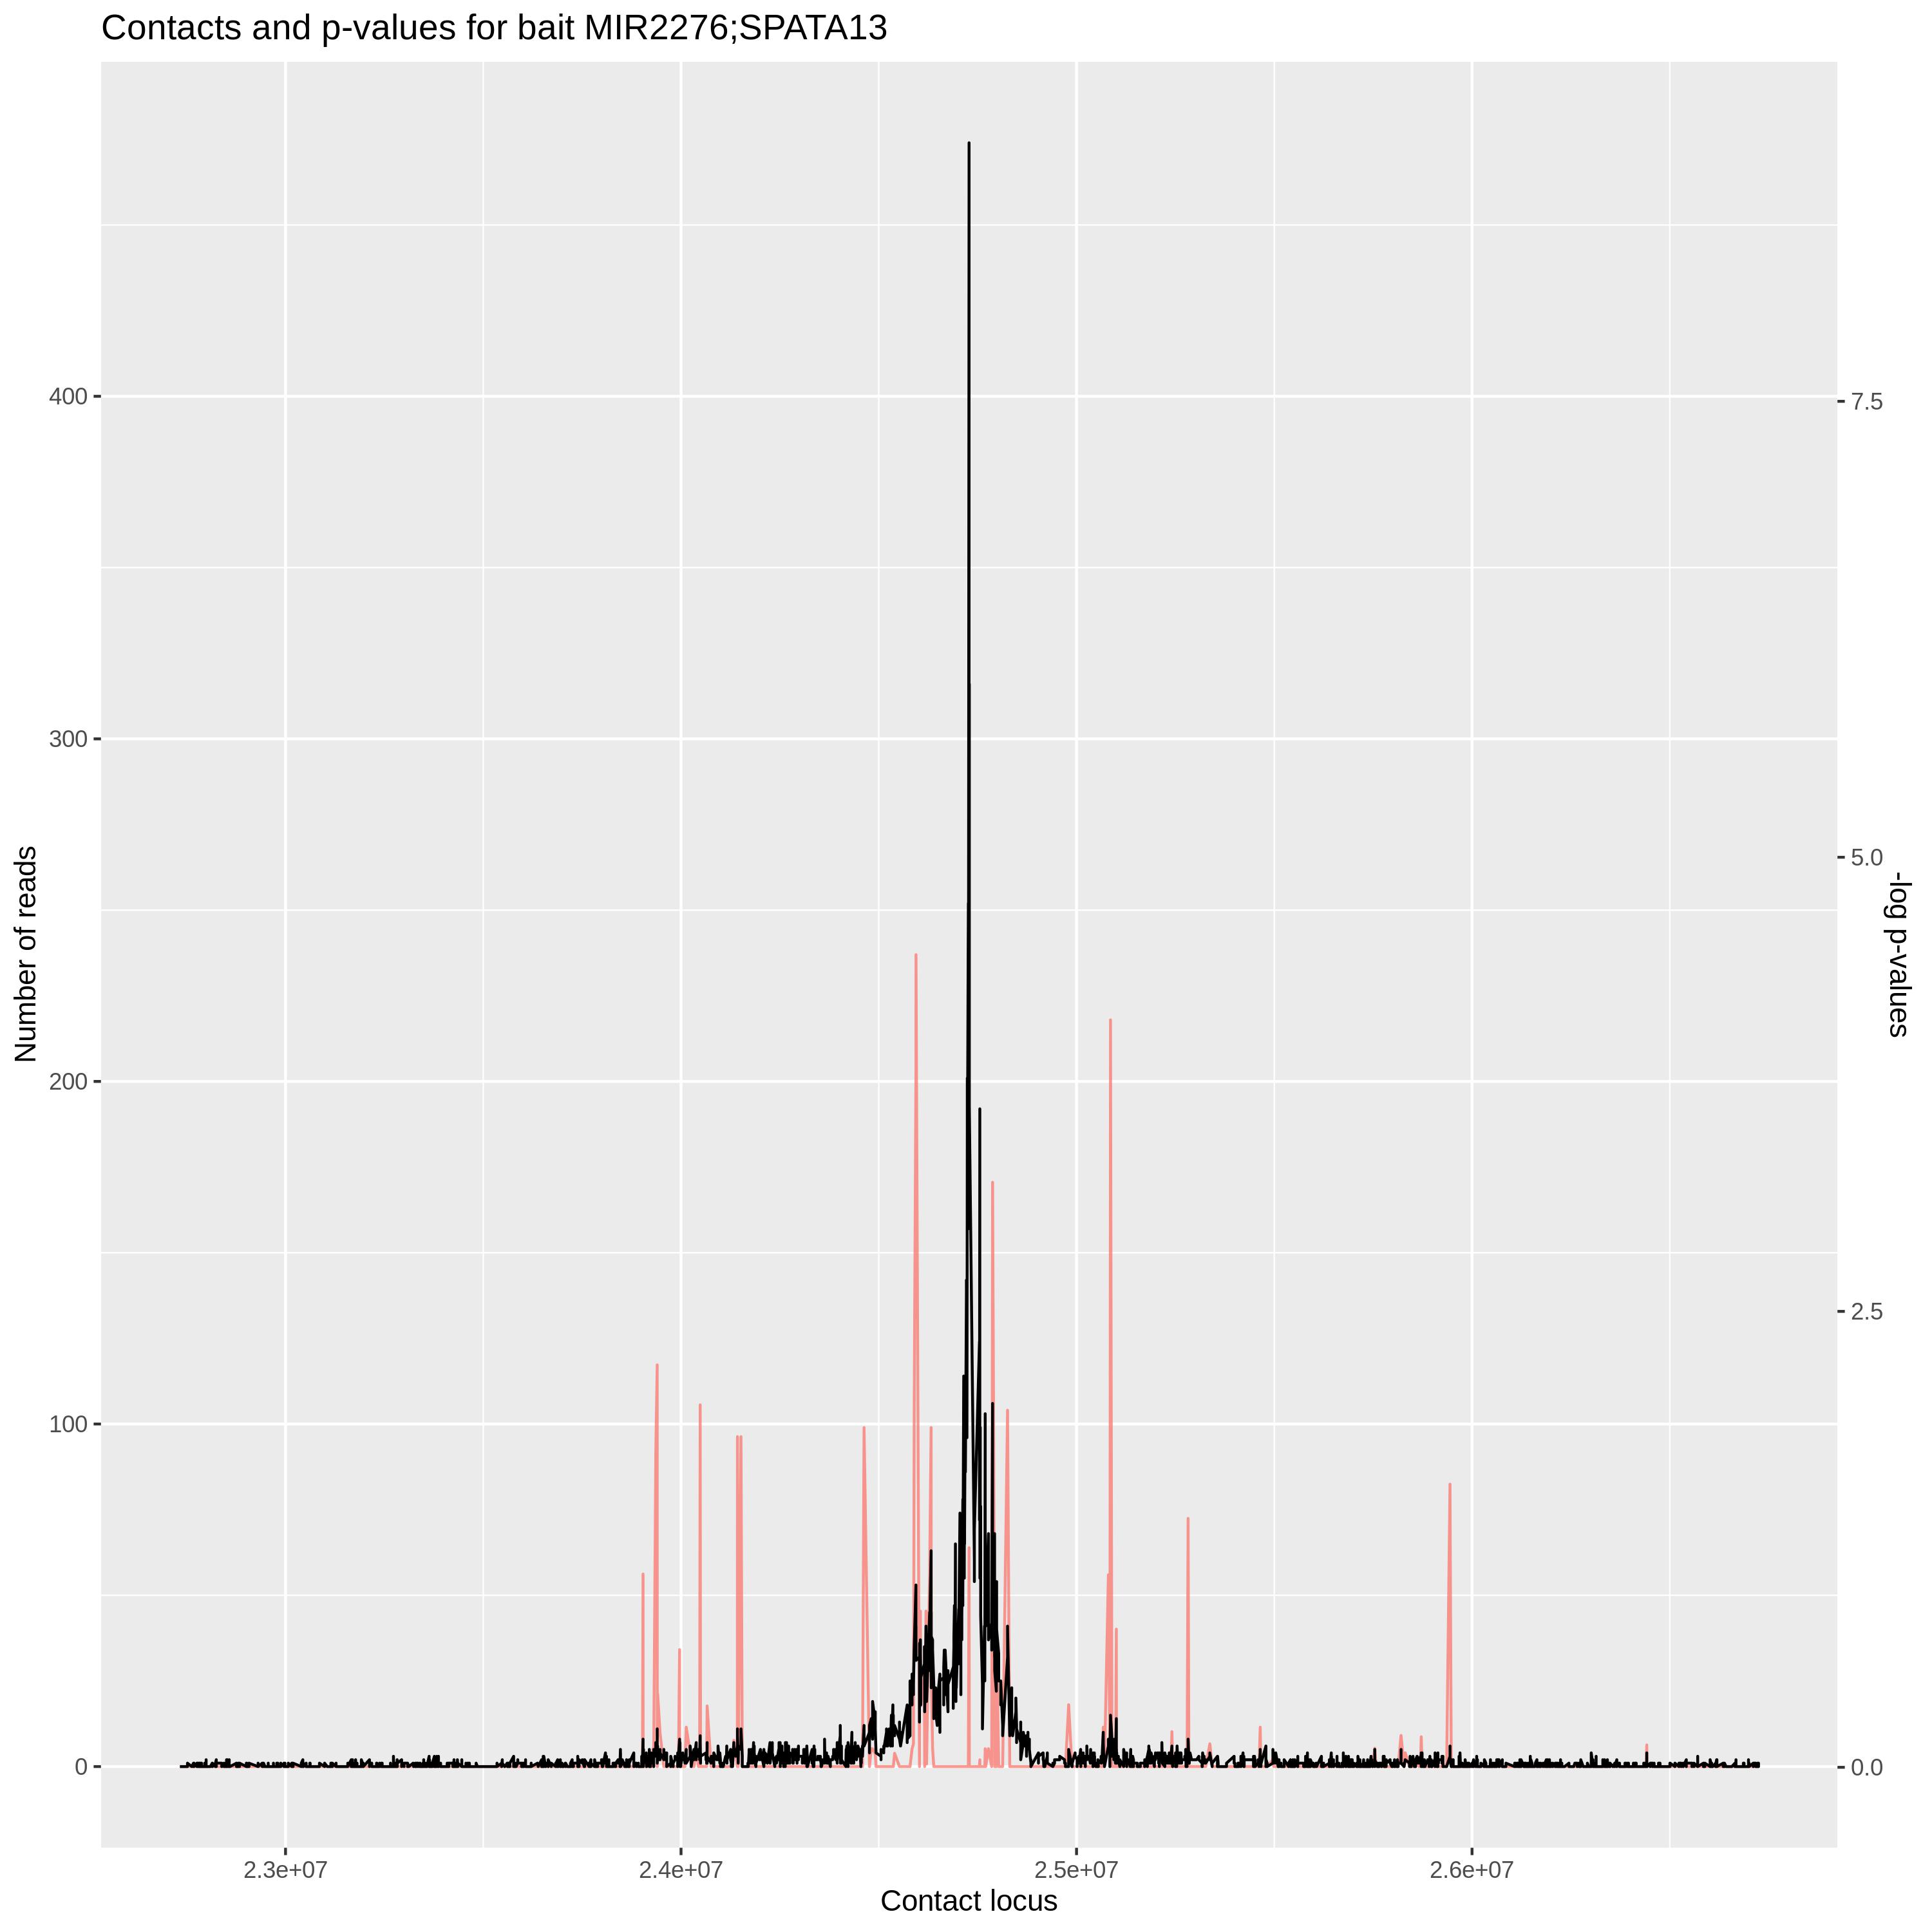 Contacts and p-values for bait MIR2276;SPATA13
Number of reads
400
300
200
100
0
7.5
5.0
2.5
0.0
-log p-values
2.3e+07
2.4e+07
2.5e+07
2.6e+07
Contact locus